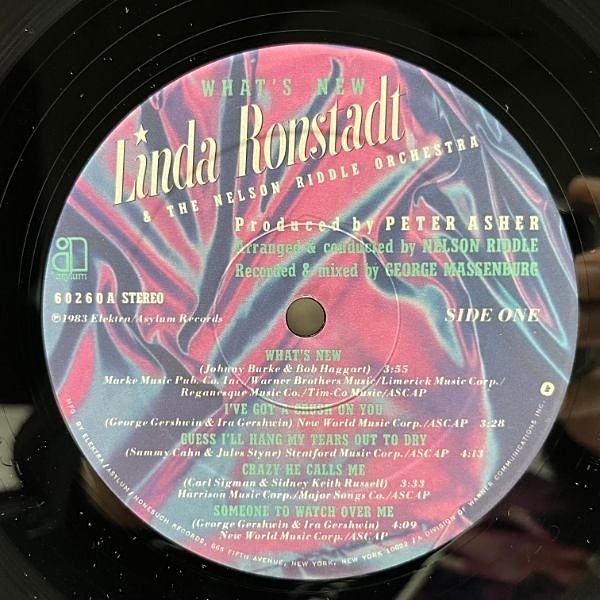 WHAT'S NEW
Linda Ronstadt
& THE NELSON RIDDLE ORCHESTRA
Produced by PETER ASHER
Arranged & conducted by NELSON RIDDLE
Recorded & mixed by GEORGE MASSENBURG
asylum
60260A STEREO
℗1983 Elektra/Asylum Records
SIDE ONE
WHAT'S NEW
(Johnny Burke & Bob Haggart) 3:55
Marke Music Pub. Co. Inc./Warner Brothers Music/Limerick Music Corp./
Reganesque Music Co./Tim-Co Music/ASCAP
I'VE GOT A CRUSH ON YOU
(George Gershwin & Ira Gershwin) New World Music Corp./ASCAP 3:28
GUESS I'LL HANG MY TEARS OUT TO DRY
(Sammy Cahn & Jules Styne) Stratford Music Corp./ASCAP 4:13
CRAZY HE CALLS ME
(Carl Sigman & Sidney Keith Russell) 3:33
Harrison Music Corp./Major Songs Co./ASCAP
SOMEONE TO WATCH OVER ME
(George Gershwin & Ira Gershwin) 4:09
New World Music Corp./ASCAP
MFG. BY ELEKTRA/ASYLUM/NONESUCH RECORDS, 665 FIFTH AVENUE, NEW YORK, NEW YORK 10022 / A DIVISION OF WARNER COMMUNICATIONS INC.